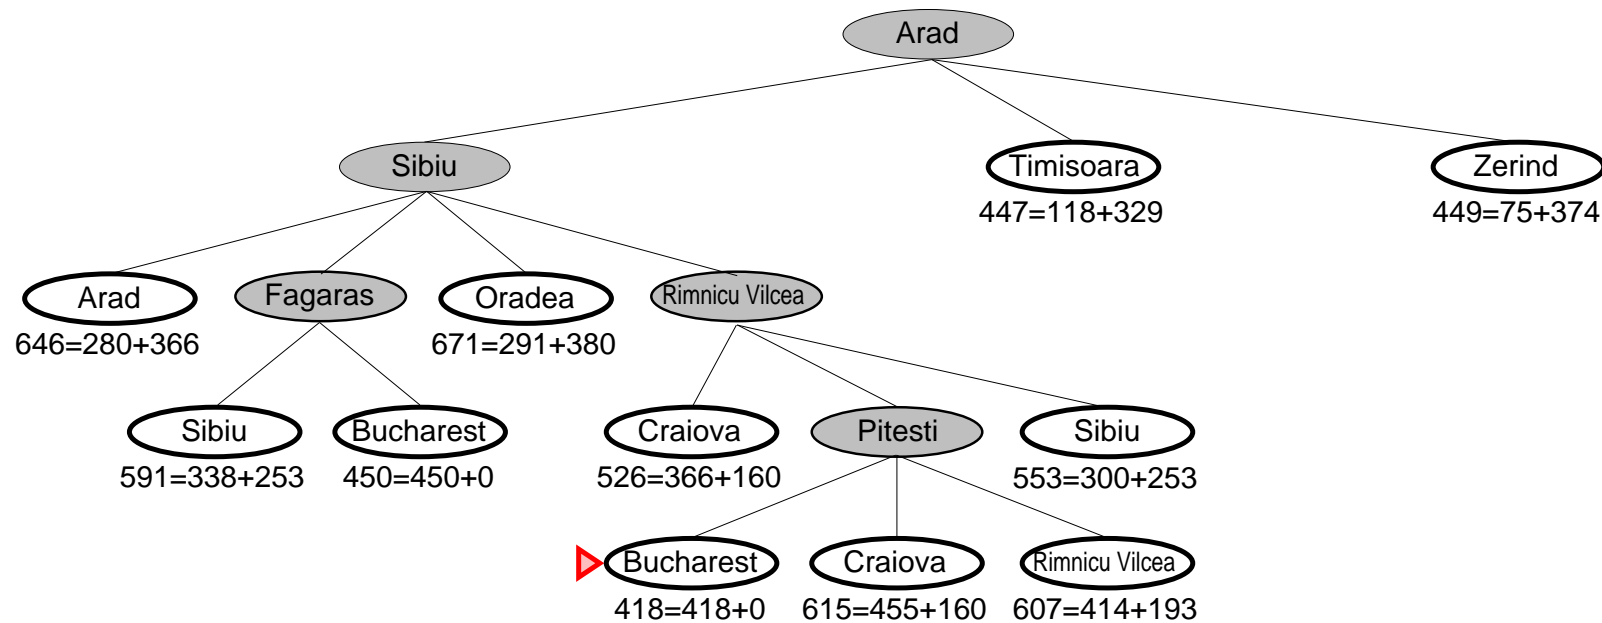 Arad
Sibiu Timisoara Zerind
447=118+329 449=75+374
Arad Fagaras Oradea Rimnicu Vilcea
646=280+366 671=291+380
Sibiu Bucharest Craiova Pitesti Sibiu
591=338+253 450=450+0 526=366+160 553=300+253
Bucharest Craiova Rimnicu Vilcea
418=418+0 615=455+160 607=414+193